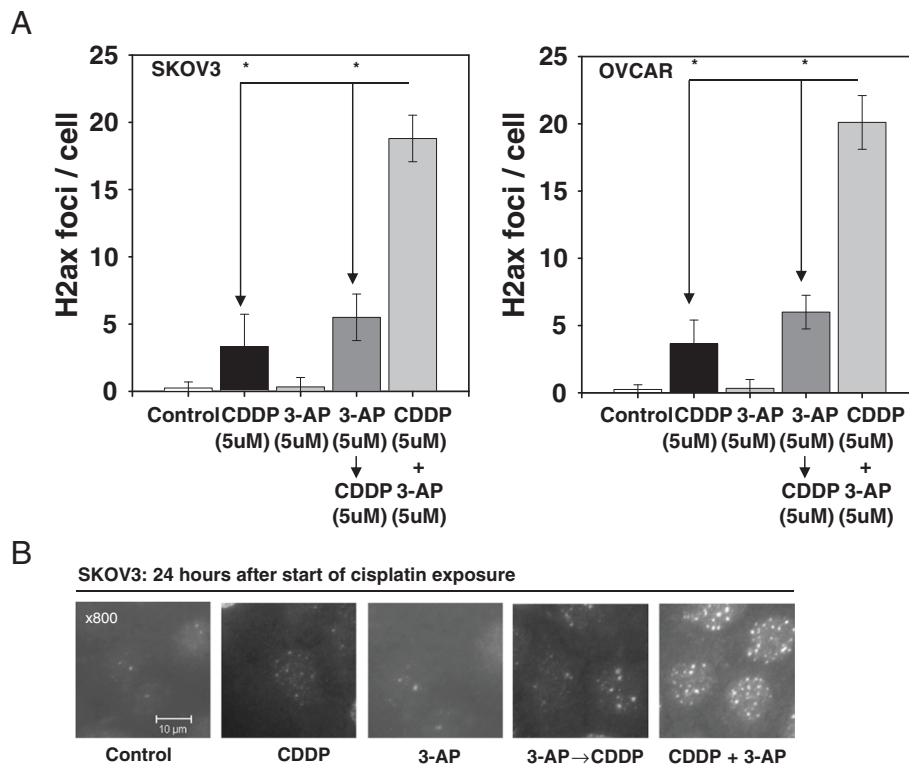 A
SKOV3 * *
H2ax foci / cell
25
20
15
10
5
0
Control CDDP 3-AP 3-AP CDDP
(5uM) (5uM) (5uM) (5uM)
+
CDDP 3-AP
(5uM) (5uM)
OVCAR * *
H2ax foci / cell
25
20
15
10
5
0
Control CDDP 3-AP 3-AP CDDP
(5uM) (5uM) (5uM) (5uM)
+
CDDP 3-AP
(5uM) (5uM)
B
SKOV3: 24 hours after start of cisplatin exposure
x800
10 μm
Control CDDP 3-AP 3-AP→CDDP CDDP + 3-AP